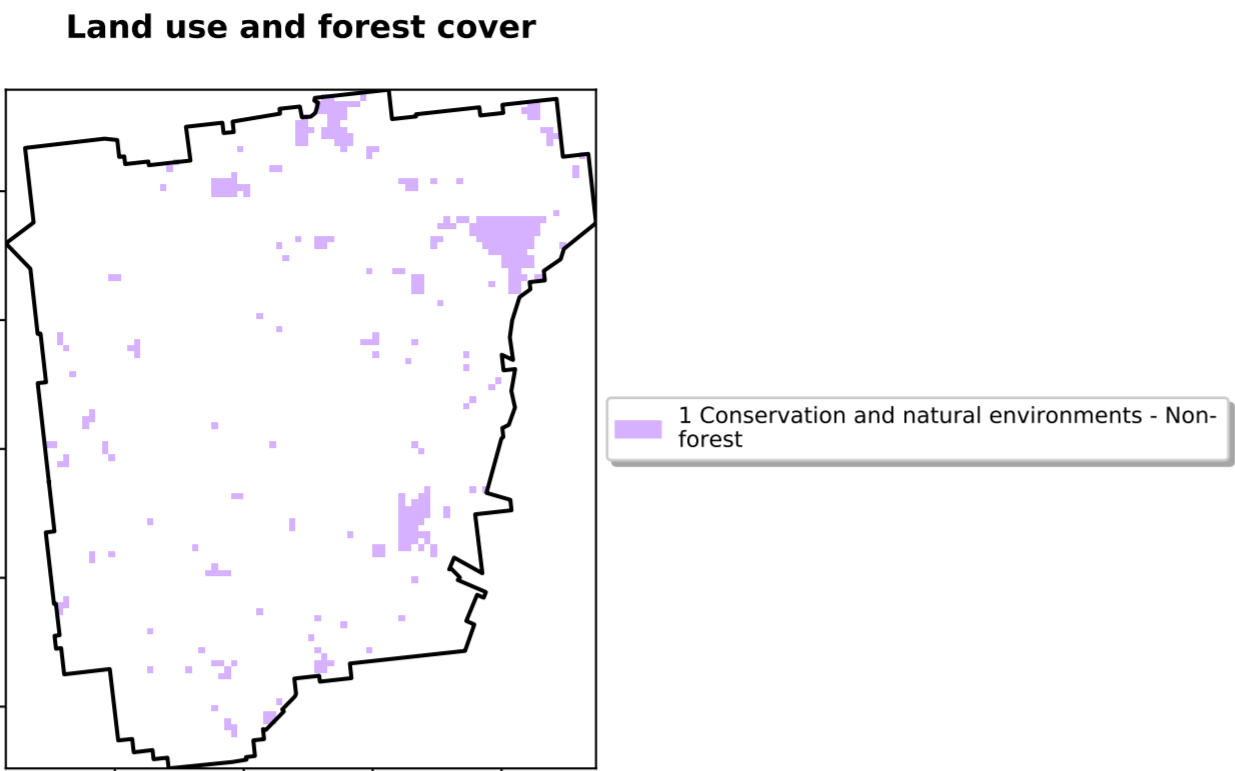 Land use and forest cover
1 Conservation and natural environments - Non-
forest